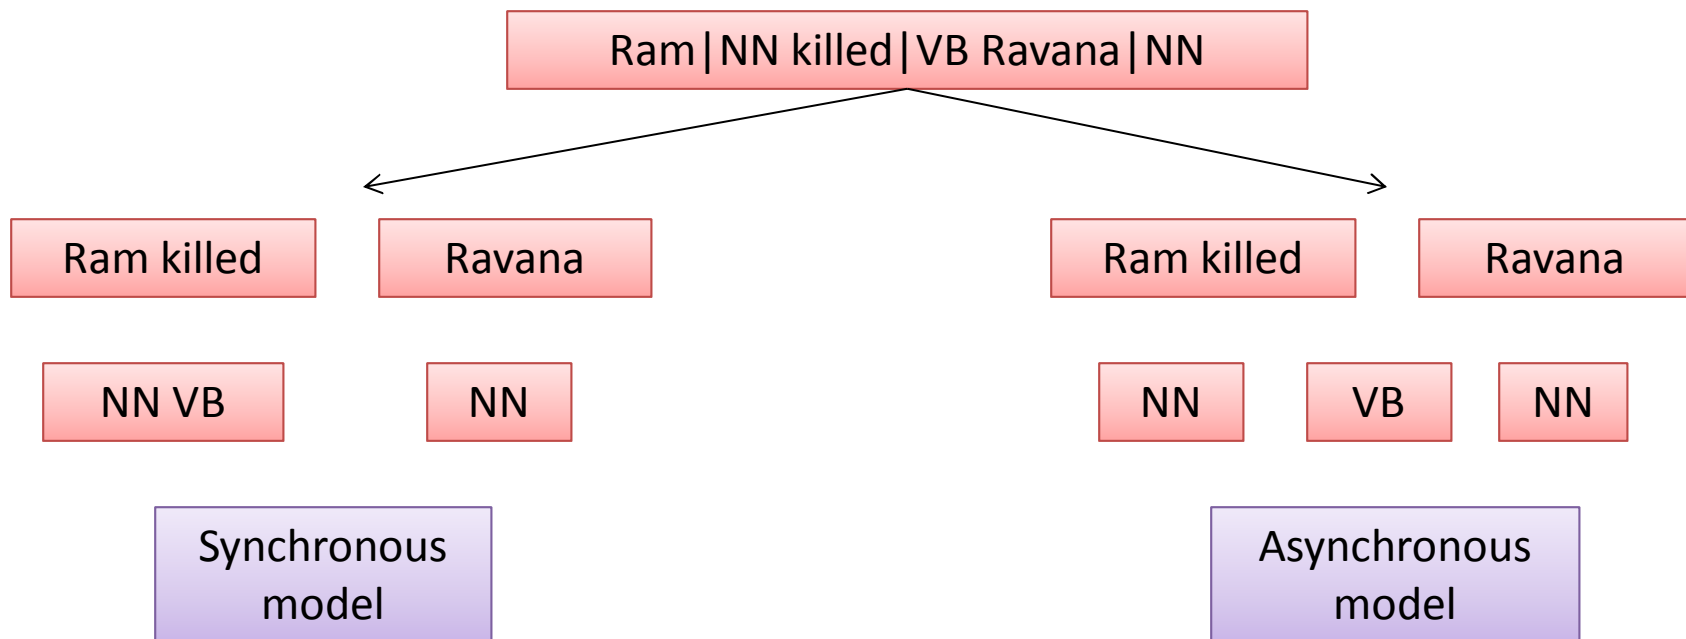 Ram|NN killed|VB Ravana|NN
Ram killed
Ravana
Ram killed
Ravana
NN VB
NN
NN
VB
NN
Synchronous
model
Asynchronous
model